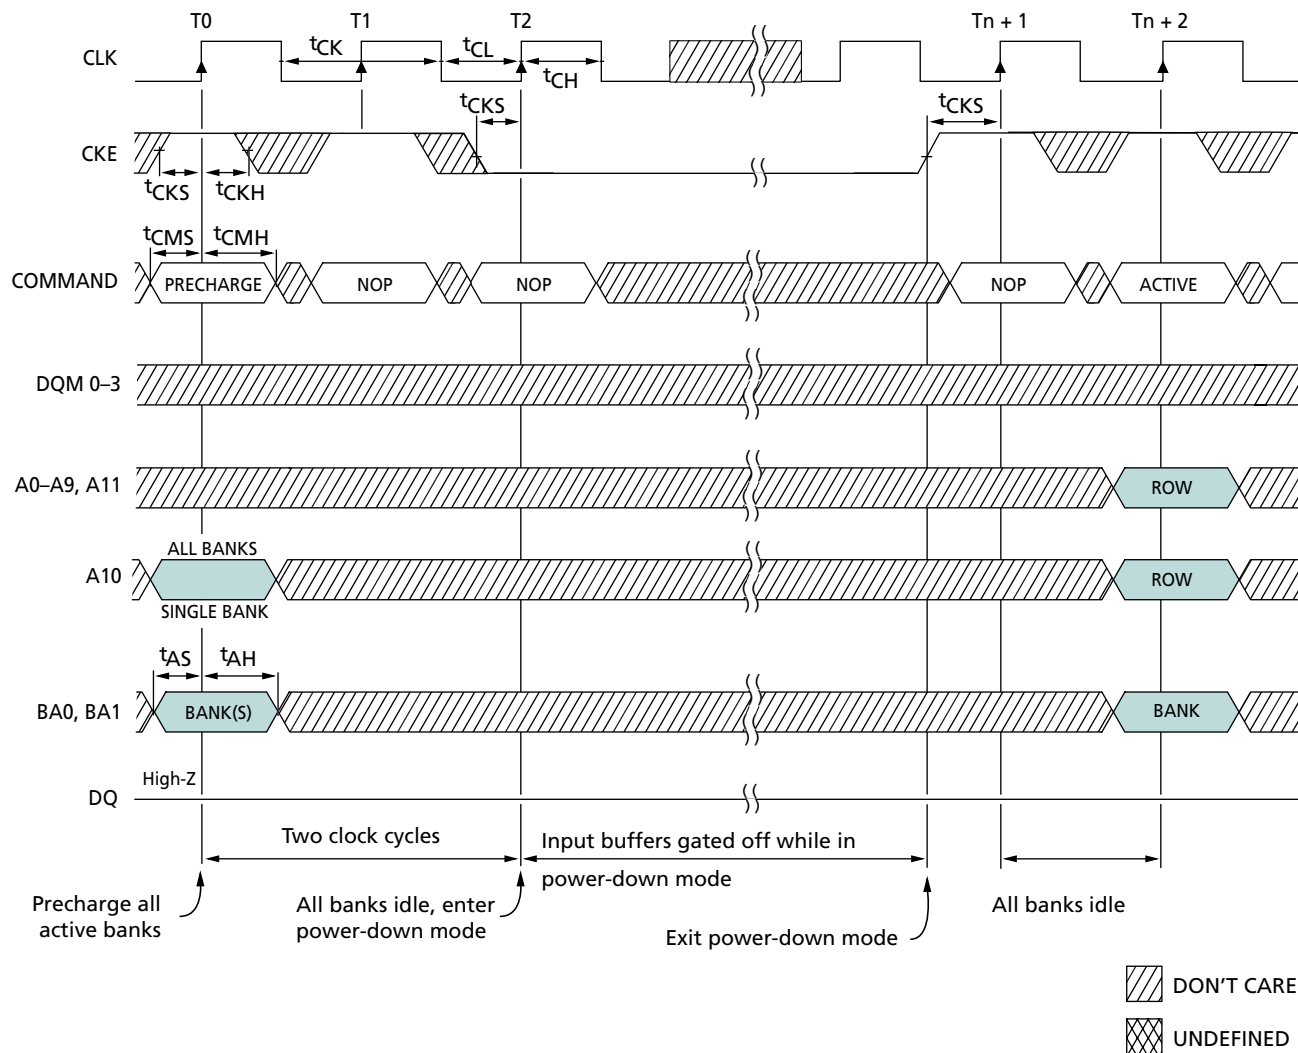 T0 T1 T2 Tn + 1 Tn + 2
CLK
tCK tCL
tCH
tCKS tCKS
CKE
tCKS tCKH
tCMS tCMH
COMMAND PRECHARGE NOP NOP NOP ACTIVE
DQM 0–3
A0–A9, A11 ROW
ALL BANKS
A10 ROW
SINGLE BANK
tAS tAH
BA0, BA1 BANK(S) BANK
High-Z
DQ
Two clock cycles
Input buffers gated off while in
power-down mode
Precharge all
active banks
All banks idle, enter
power-down mode
Exit power-down mode
All banks idle
DON'T CARE
UNDEFINED